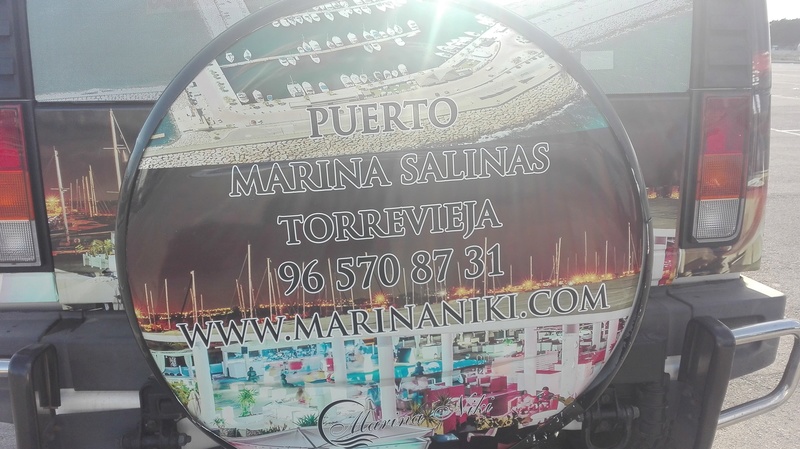 PUERTO
MARINA SALINAS
TORREVIEJA
96 570 87 31
WWW.MARINANIKI.COM
Marina Niki